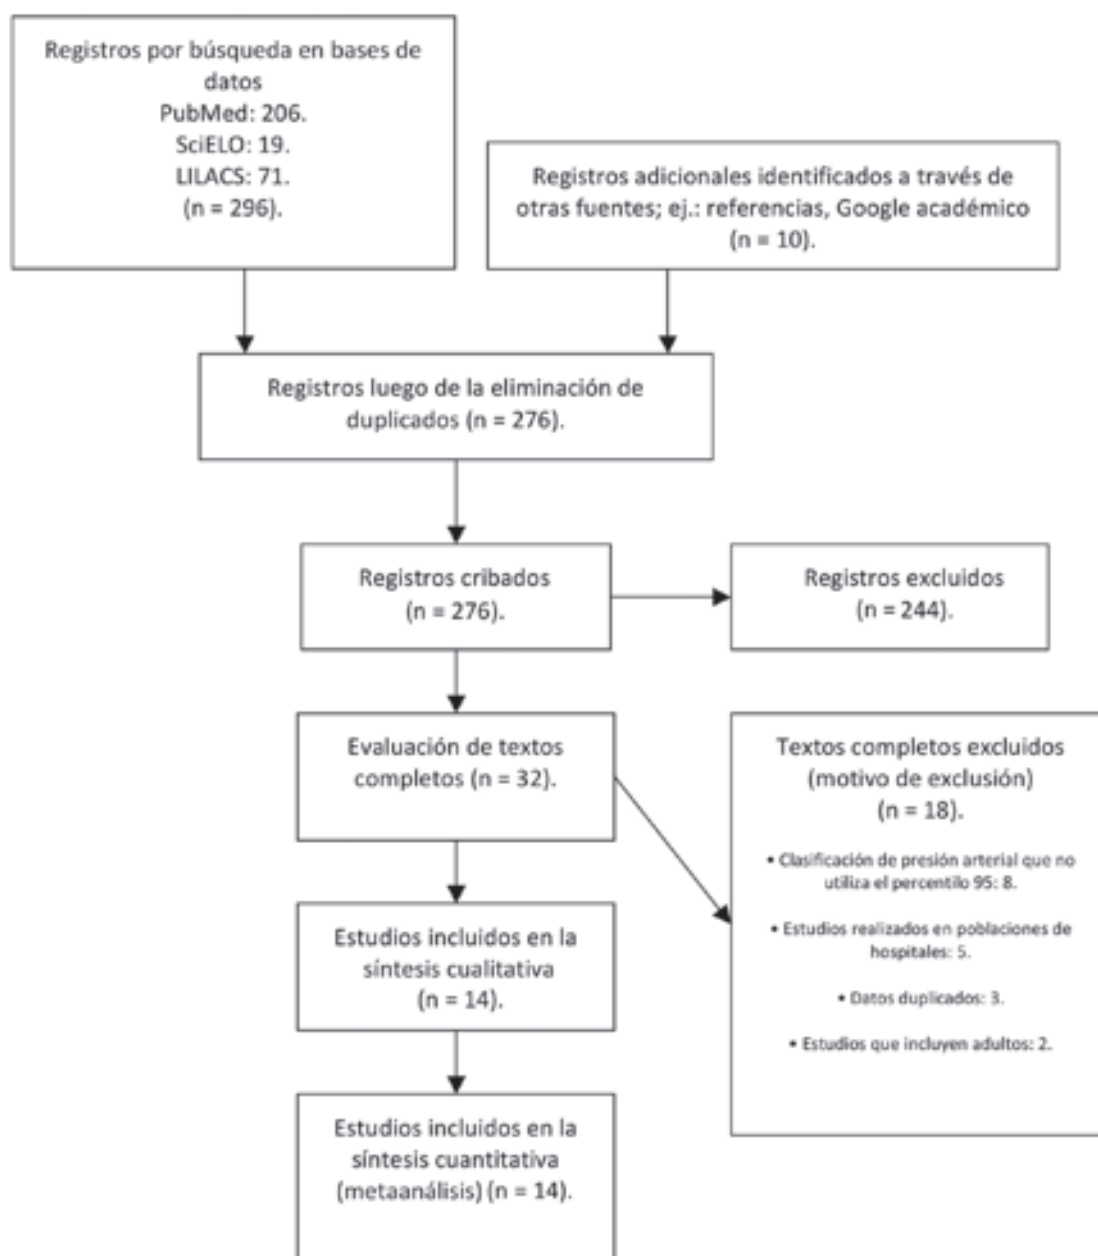 Registros por búsqueda en bases de
datos
PubMed: 206.
SciELO: 19.
LILACS: 71.
(n = 296).
Registros adicionales identificados a través de
otras fuentes; ej.: referencias, Google académico
(n = 10).
Registros luego de la eliminación de
duplicados (n = 276).
Registros cribados
(n = 276).
Registros excluidos
(n = 244).
Evaluación de textos
completos (n = 32).
Textos completos excluidos
(motivo de exclusión)
(n = 18).
• Clasificación de presión arterial que no
utiliza el percentilo 95: 8.
• Estudios realizados en poblaciones de
hospitales: 5.
• Datos duplicados: 3.
• Estudios que incluyen adultos: 2.
Estudios incluidos en la
síntesis cualitativa
(n = 14).
Estudios incluidos en la
síntesis cuantitativa
(metaanálisis) (n = 14).